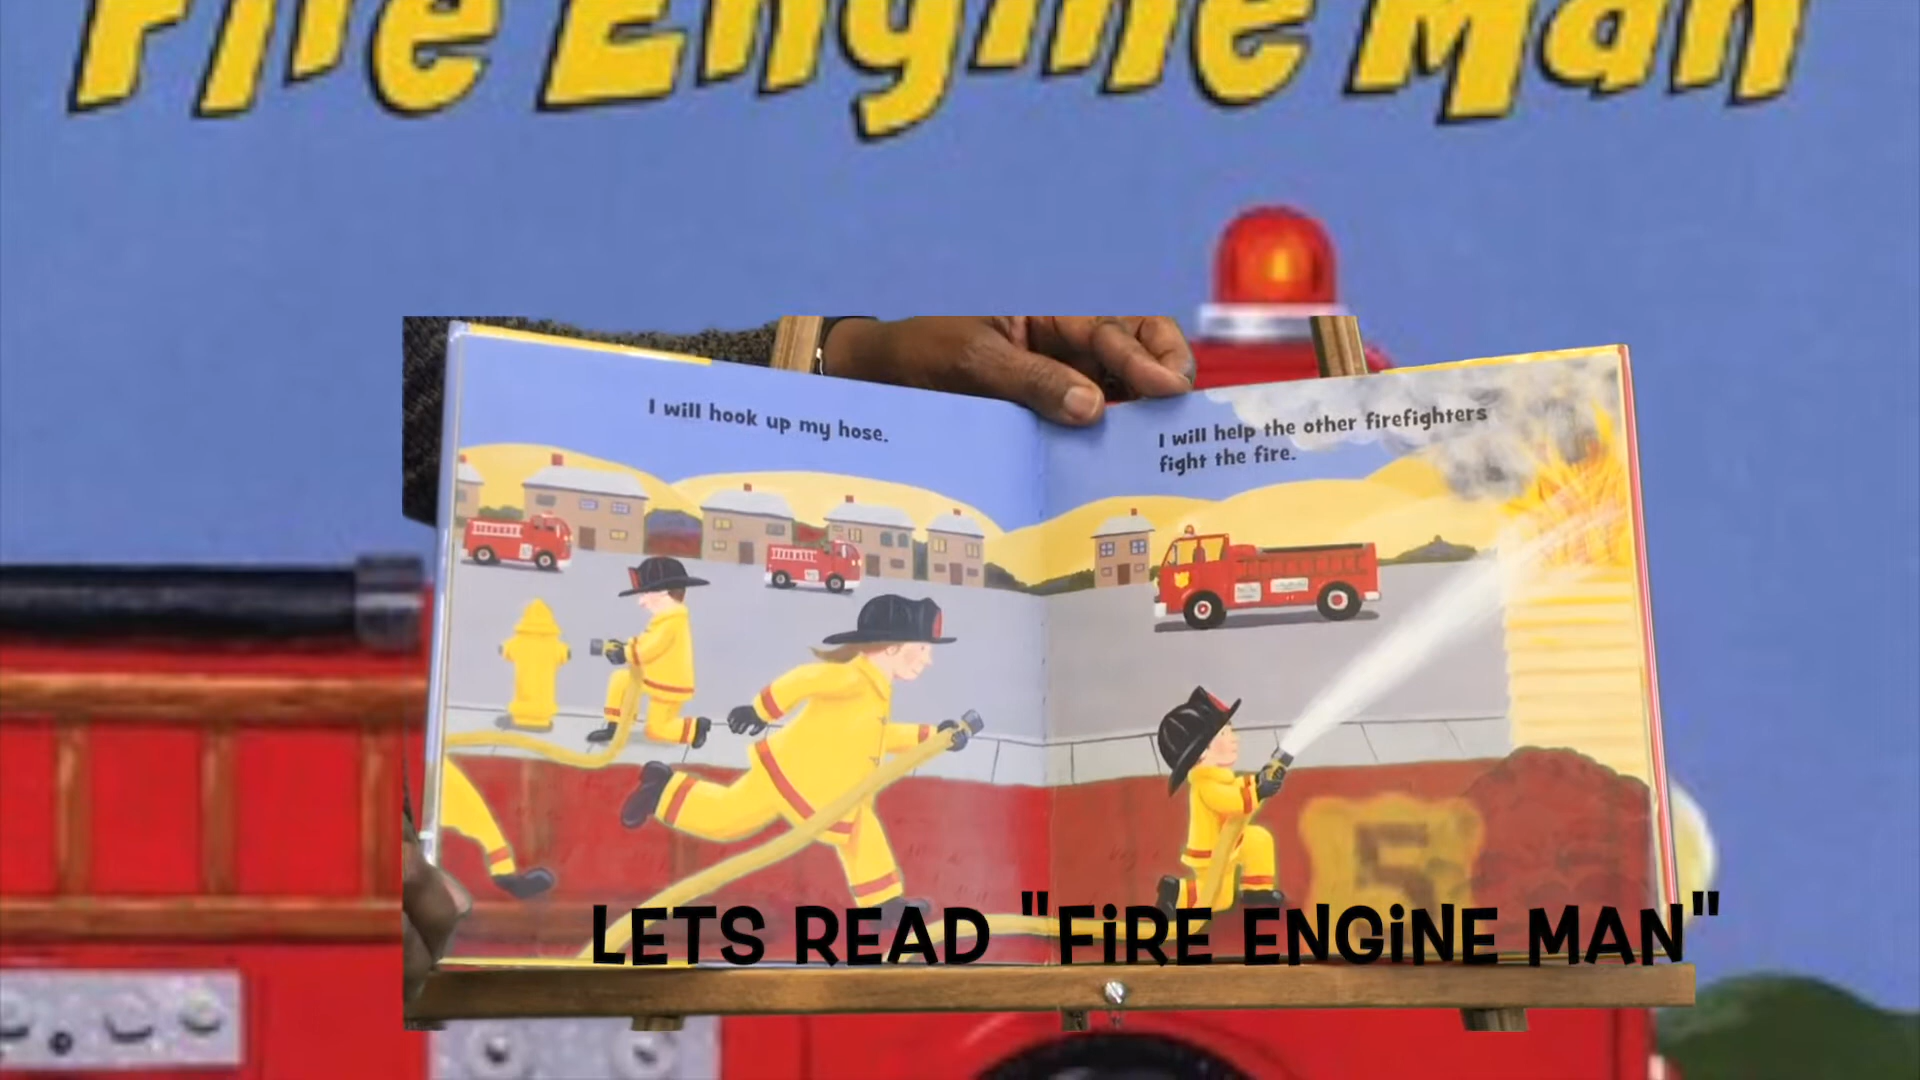 Fire Engine Man
I will hook up my hose.
I will help the other firefighters
fight the fire.
5
LETS READ "FiRE ENGiNE MAN"